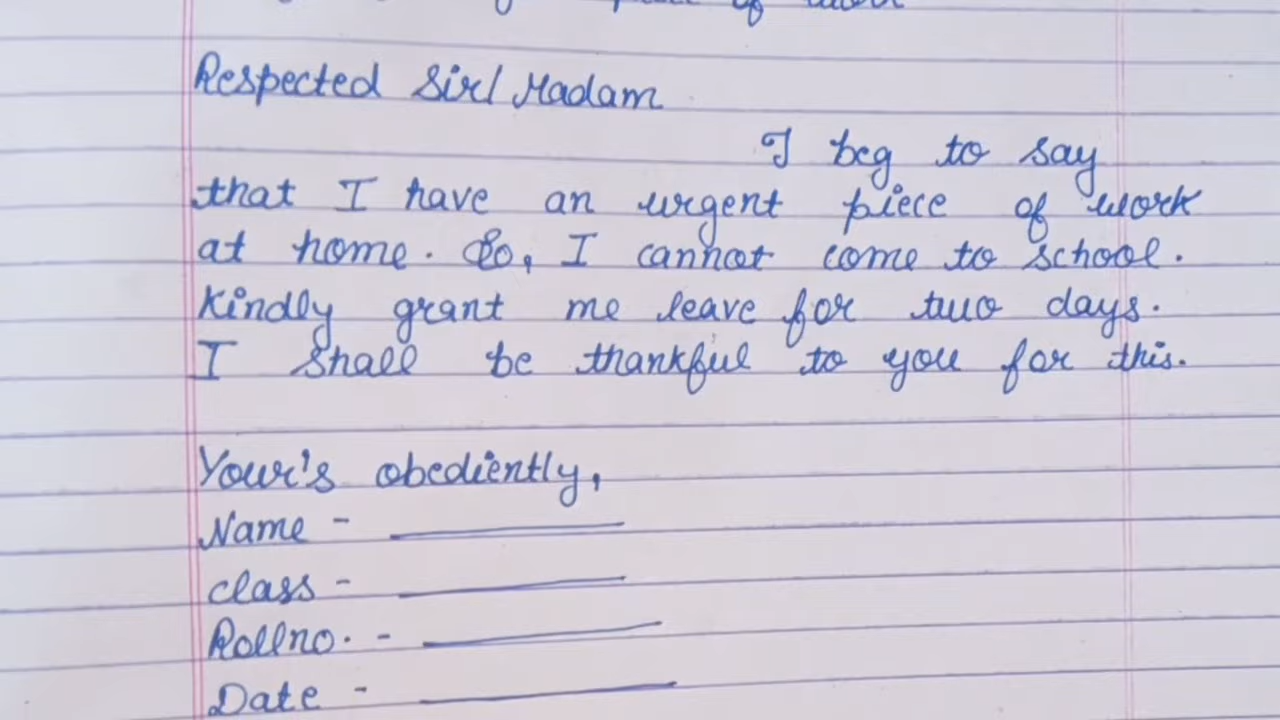 of
Respected Sir/ Madam
I beg to say
that I have an urgent piece of work
at home. So, I cannot come to school.
Kindly grant me leave for two days.
I shall be thankful to you for this.
Your's obediently,
Name -
class -
Rollno. -
Date -